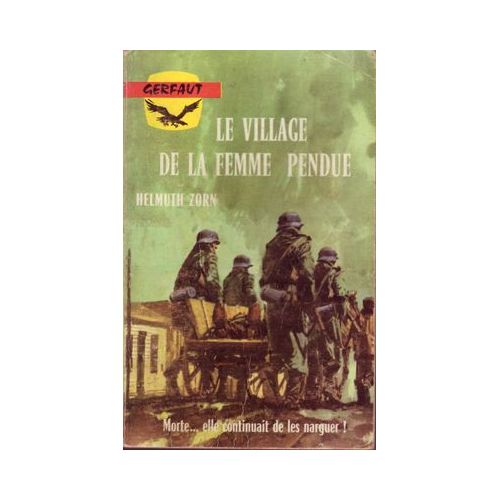 GERFAUT
LE VILLAGE
DE LA FEMME PENDUE
HELMUTH ZORN
Morte... elle continuait de les narguer !